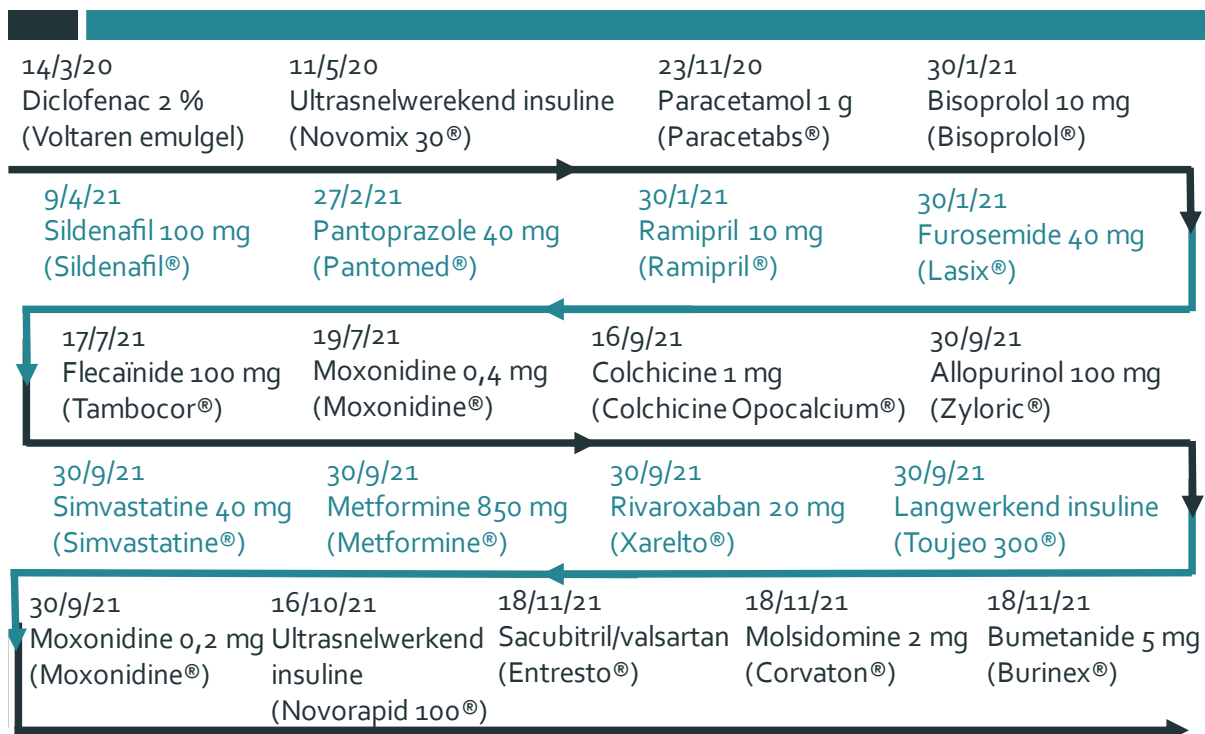 14/3/20
Diclofenac 2 %
(Voltaren emulgel)
11/5/20
Ultrasnelwerekend insuline
(Novomix 30®)
23/11/20
Paracetamol 1 g
(Paracetabs®)
30/1/21
Bisoprolol 10 mg
(Bisoprolol®)
9/4/21
Sildenafil 100 mg
(Sildenafil®)
27/2/21
Pantoprazole 40 mg
(Pantomed®)
30/1/21
Ramipril 10 mg
(Ramipril®)
30/1/21
Furosemide 40 mg
(Lasix®)
17/7/21
Flecaïnide 100 mg
(Tambocor®)
19/7/21
Moxonidine 0,4 mg
(Moxonidine®)
16/9/21
Colchicine 1 mg
(Colchicine Opocalcium®)
30/9/21
Allopurinol 100 mg
(Zyloric®)
30/9/21
Simvastatine 40 mg
(Simvastatine®)
30/9/21
Metformine 850 mg
(Metformine®)
30/9/21
Rivaroxaban 20 mg
(Xarelto®)
30/9/21
Langwerkend insuline
(Toujeo 300®)
30/9/21
Moxonidine 0,2 mg
(Moxonidine®)
16/10/21
Ultrasnelwerkend
insuline
(Novorapid 100®)
18/11/21
Sacubitril/valsartan
(Entresto®)
18/11/21
Molsidomine 2 mg
(Corvaton®)
18/11/21
Bumetanide 5 mg
(Burinex®)